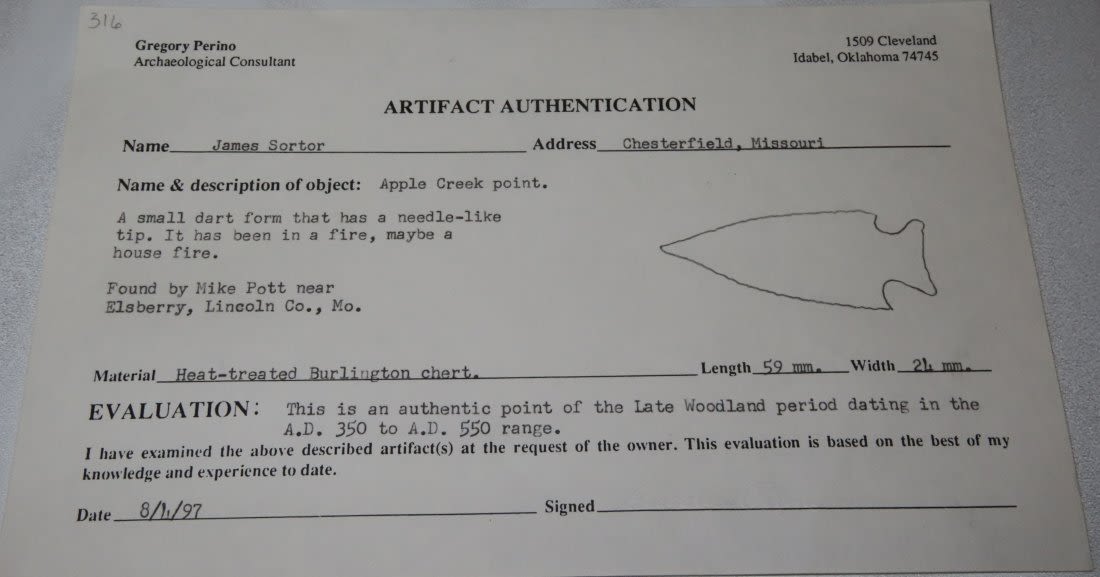 316
Gregory Perino
Archaeological Consultant
1509 Cleveland
Idabel, Oklahoma 74745
ARTIFACT AUTHENTICATION
Name James Sortor Address Chesterfield, Missouri
Name & description of object: Apple Creek point.
A small dart form that has a needle-like
tip. It has been in a fire, maybe a
house fire.
Found by Mike Pott near
Elsberry, Lincoln Co., Mo.
Material Heat-treated Burlington chert. Length 59 mm. Width 24 mm.
EVALUATION: This is an authentic point of the Late Woodland period dating in the
A.D. 350 to A.D. 550 range.
I have examined the above described artifact(s) at the request of the owner. This evaluation is based on the best of my
knowledge and experience to date.
Date 8/4/97 Signed